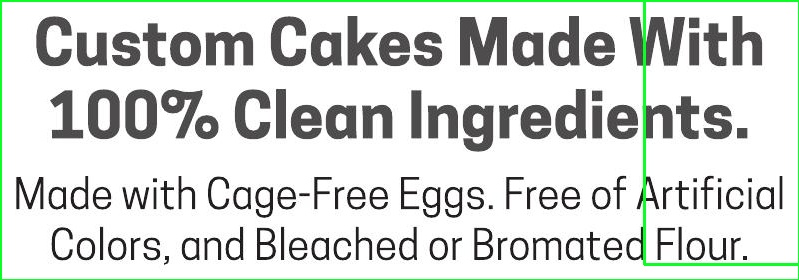 Custom Cakes Made With
100% Clean Ingredients.
Made with Cage-Free Eggs. Free of Artificial
Colors, and Bleached or Bromated Flour.